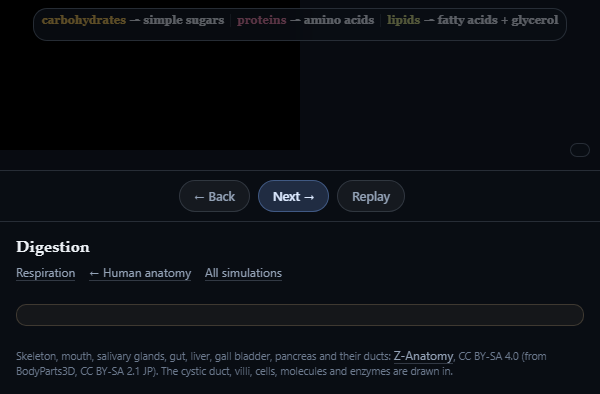 carbohydrates → simple sugars proteins → amino acids lipids → fatty acids + glycerol
← Back Next → Replay
Digestion
Respiration ← Human anatomy All simulations
Skeleton, mouth, salivary glands, gut, liver, gall bladder, pancreas and their ducts: Z-Anatomy, CC BY-SA 4.0 (from
BodyParts3D, CC BY-SA 2.1 JP). The cystic duct, villi, cells, molecules and enzymes are drawn in.